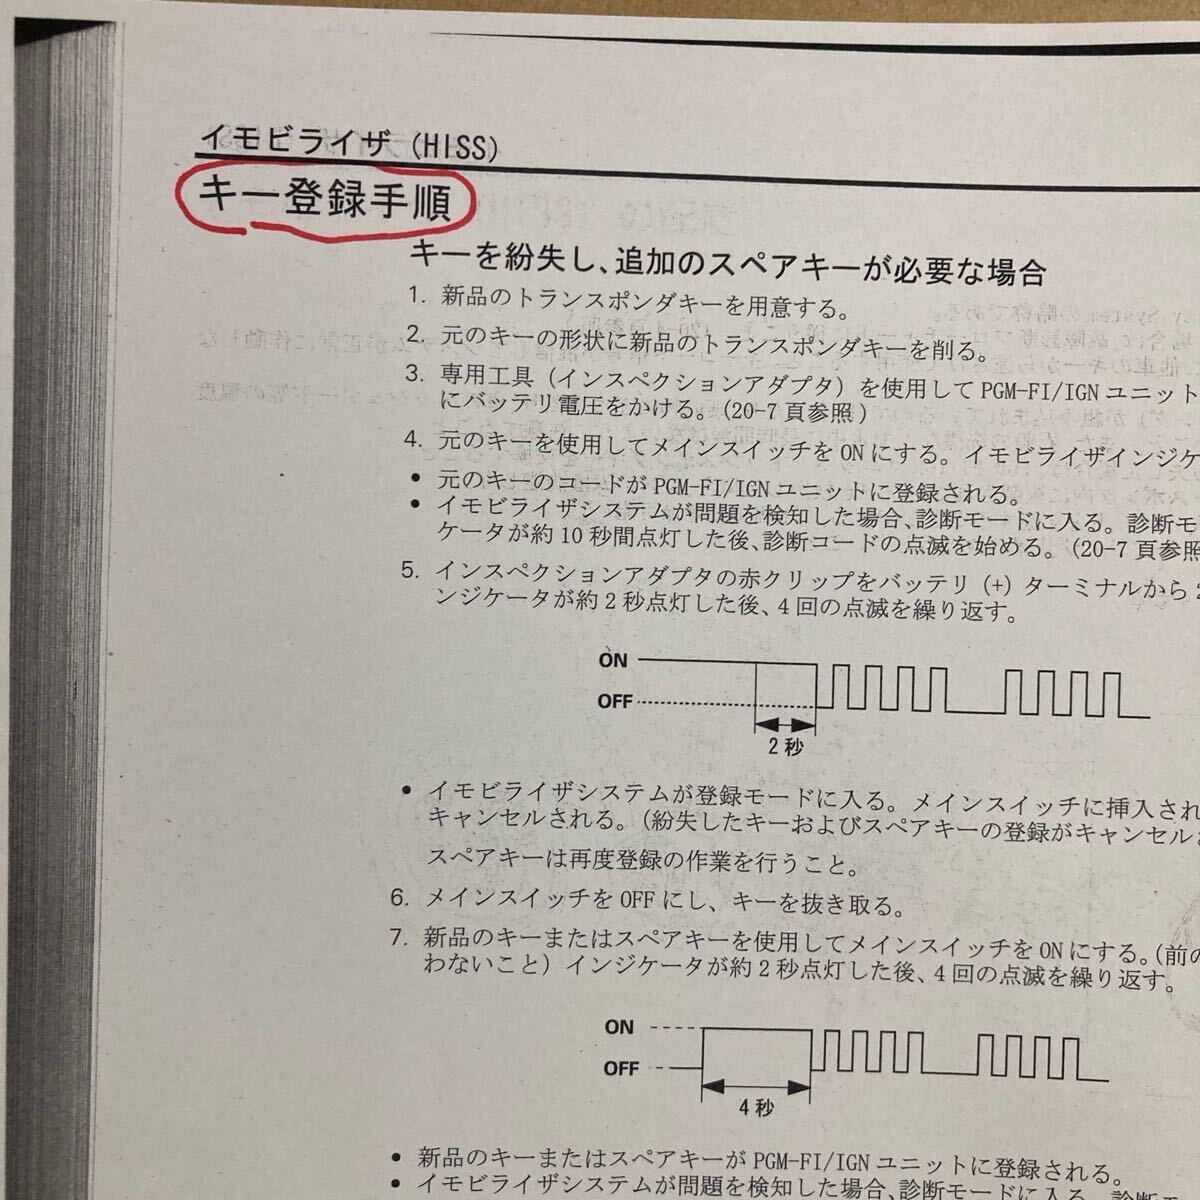 イモビライザ (HISS)
キー登録手順
キーを紛失し、追加のスペアキーが必要な場合
1. 新品のトランスポンダキーを用意する。
2. 元のキーの形状に新品のトランスポンダキーを削る。
3. 専用工具（インスペクションアダプタ）を使用して PGM-FI/IGN ユニット
にバッテリ電圧をかける。(20-7 頁参照)
4. 元のキーを使用してメインスイッチを ON にする。イモビライザインジケ
• 元のキーのコードが PGM-FI/IGN ユニットに登録される。
• イモビライザシステムが問題を検知した場合、診断モードに入る。診断モ
ケータが約 10 秒間点灯した後、診断コードの点滅を始める。(20-7 頁参照
5. インスペクションアダプタの赤クリップをバッテリ (+) ターミナルから 2
ンジケータが約 2 秒点灯した後、4 回の点滅を繰り返す。
ON
OFF
2 秒
• イモビライザシステムが登録モードに入る。メインスイッチに挿入され
キャンセルされる。(紛失したキーおよびスペアキーの登録がキャンセル
スペアキーは再度登録の作業を行うこと。
6. メインスイッチを OFF にし、キーを抜き取る。
7. 新品のキーまたはスペアキーを使用してメインスイッチを ON にする。(前の
わないこと) インジケータが約 2 秒点灯した後、4 回の点滅を繰り返す。
ON
OFF
4 秒
• 新品のキーまたはスペアキーが PGM-FI/IGN ユニットに登録される。
• イモビライザシステムが問題を検知した場合、診断モードに入る。診断モ